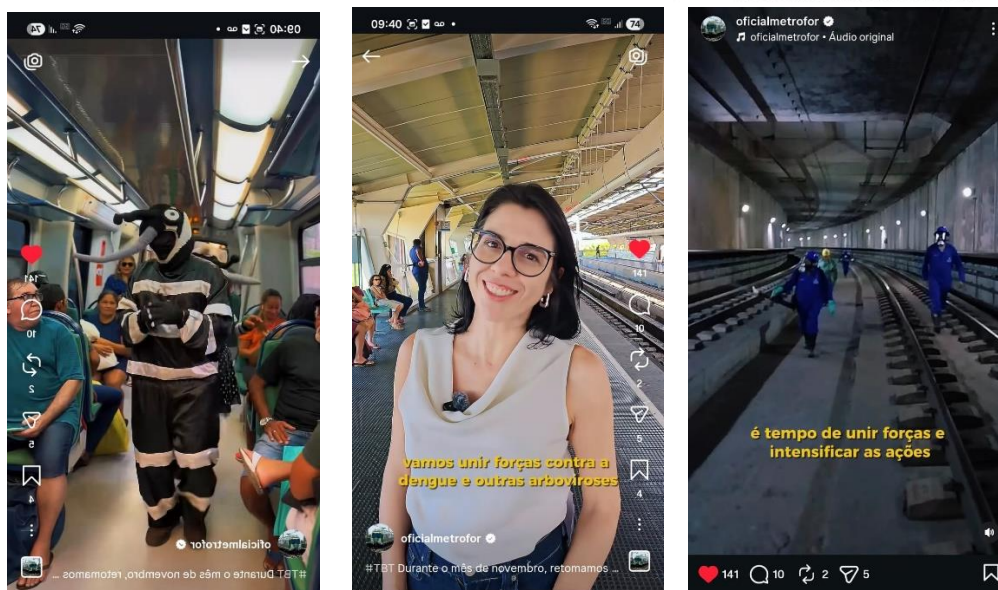 09:40
74
141
10
2
5
4
oficialmetrofor
#TBT Durante o mês de novembro, retomamos ...
09:40
74
141
10
2
5
4
vamos unir forças contra a
dengue e outras arboviroses
oficialmetrofor
#TBT Durante o mês de novembro, retomamos ...
oficialmetrofor
oficialmetrofor • Áudio original
é tempo de unir forças e
intensificar as ações
141 10 2 5